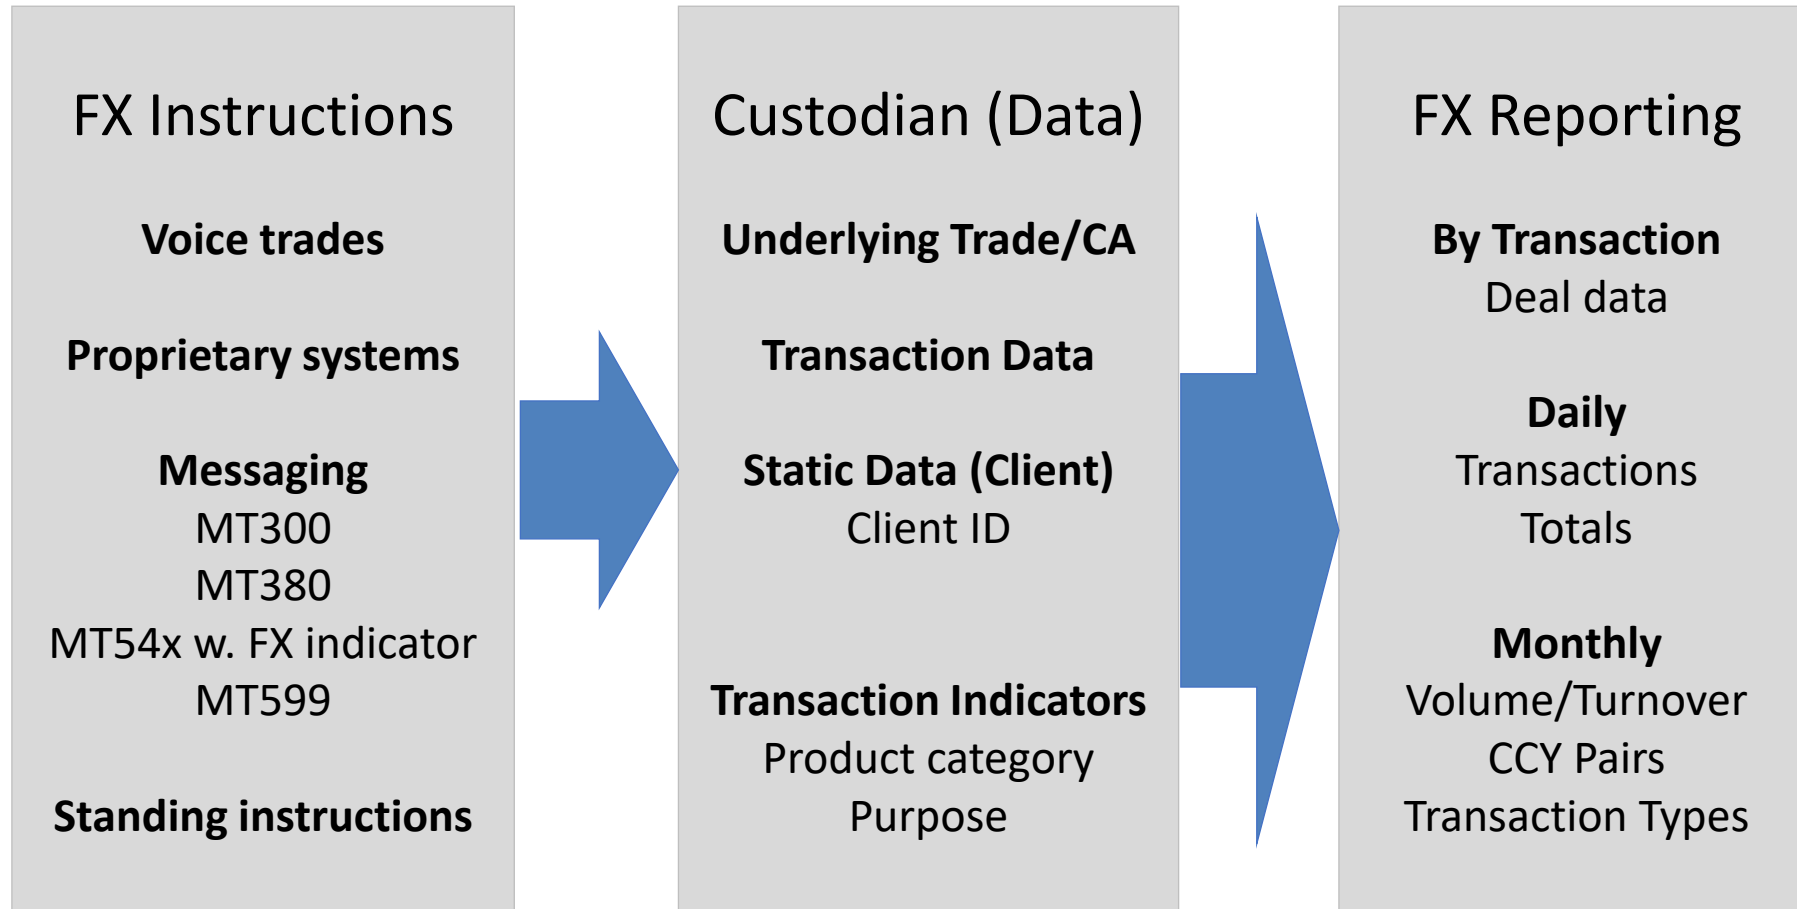 FX Instructions
Voice trades
Proprietary systems
Messaging
MT300
MT380
MT54x w. FX indicator
MT599
Standing instructions
Custodian (Data)
Underlying Trade/CA
Transaction Data
Static Data (Client)
Client ID
Transaction Indicators
Product category
Purpose
FX Reporting
By Transaction
Deal data
Daily
Transactions
Totals
Monthly
Volume/Turnover
CCY Pairs
Transaction Types